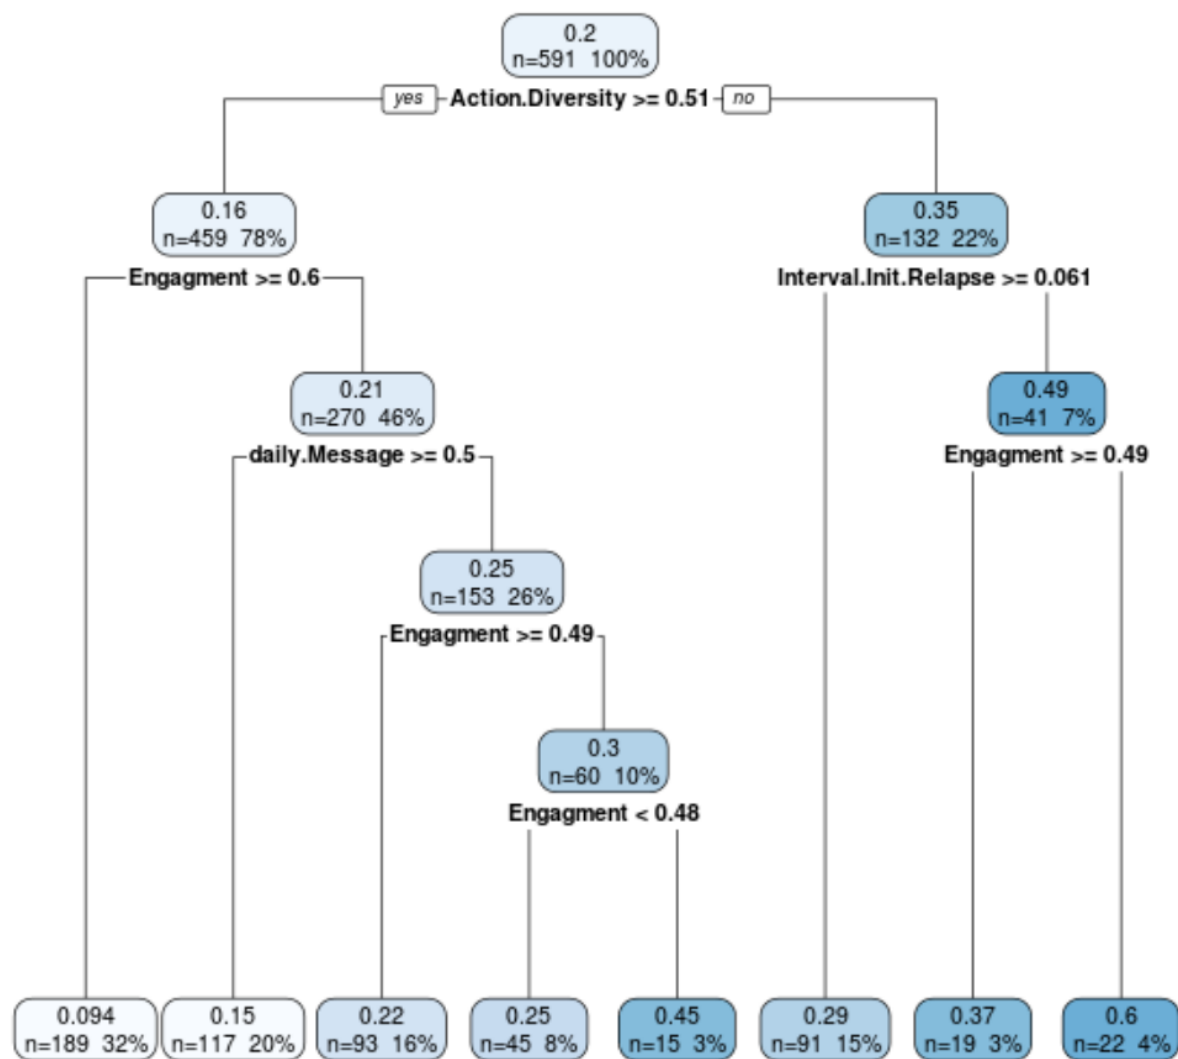 0.2
n=591 100%
yes Action.Diversity >= 0.51 no
0.16
n=459 78%
0.35
n=132 22%
Engagment >= 0.6
Interval.Init.Relapse >= 0.061
0.21
n=270 46%
0.49
n=41 7%
daily.Message >= 0.5
Engagment >= 0.49
0.25
n=153 26%
Engagment >= 0.49
0.3
n=60 10%
Engagment < 0.48
0.094
n=189 32%
0.15
n=117 20%
0.22
n=93 16%
0.25
n=45 8%
0.45
n=15 3%
0.29
n=91 15%
0.37
n=19 3%
0.6
n=22 4%